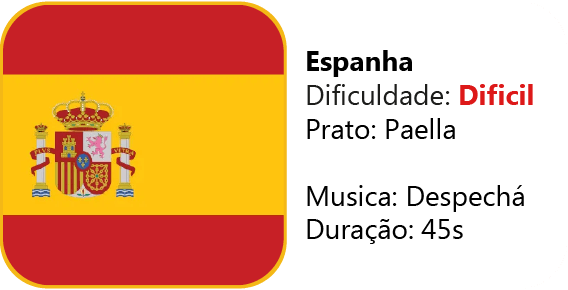 Espanha
Dificuldade: Dificil
Prato: Paella
Musica: Despechá
Duração: 45s